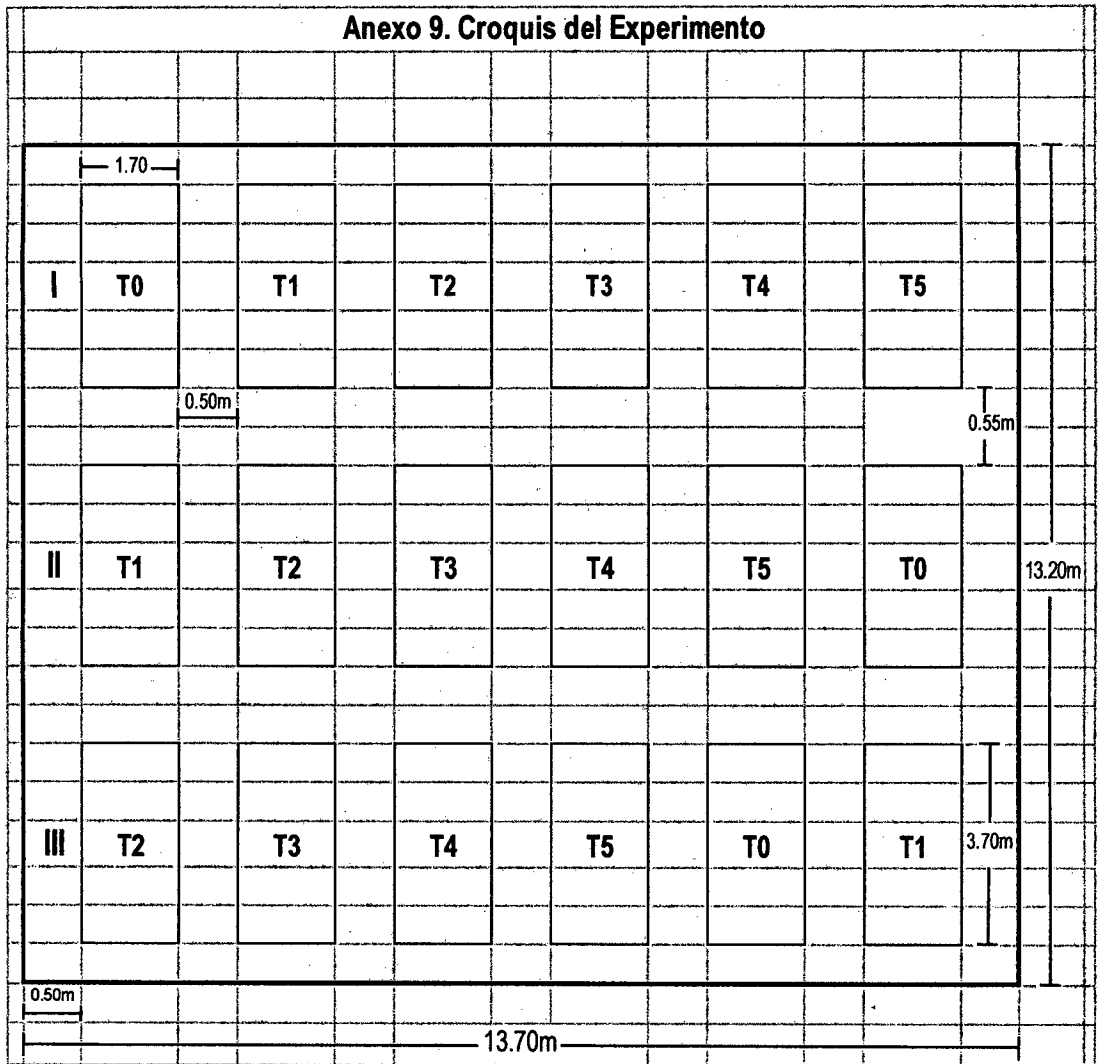 Anexo 9. Croquis del Experimento
1.70
I T0 T1 T2 T3 T4 T5
0.50m
0.55m
II T1 T2 T3 T4 T5 T0
13.20m
III T2 T3 T4 T5 T0 T1
3.70m
0.50m
13.70m